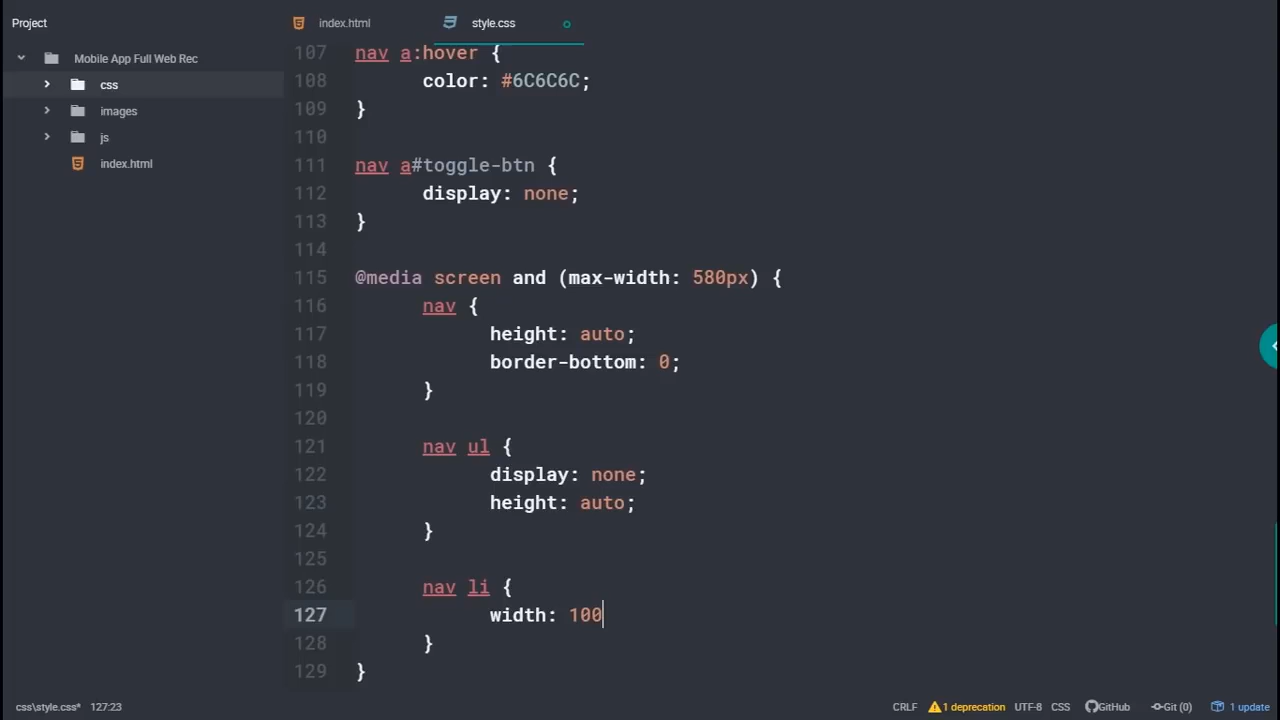 Project
index.html
style.css
Mobile App Full Web Rec
css
images
js
index.html
107 nav a:hover {
108 color: #6C6C6C;
109 }
110
111 nav a#toggle-btn {
112 display: none;
113 }
114
115 @media screen and (max-width: 580px) {
116 nav {
117 height: auto;
118 border-bottom: 0;
119 }
120
121 nav ul {
122 display: none;
123 height: auto;
124 }
125
126 nav li {
127 width: 100
128 }
129 }
css\style.css* 127:23 CRLF 1 deprecation UTF-8 CSS GitHub Git (0) 1 update